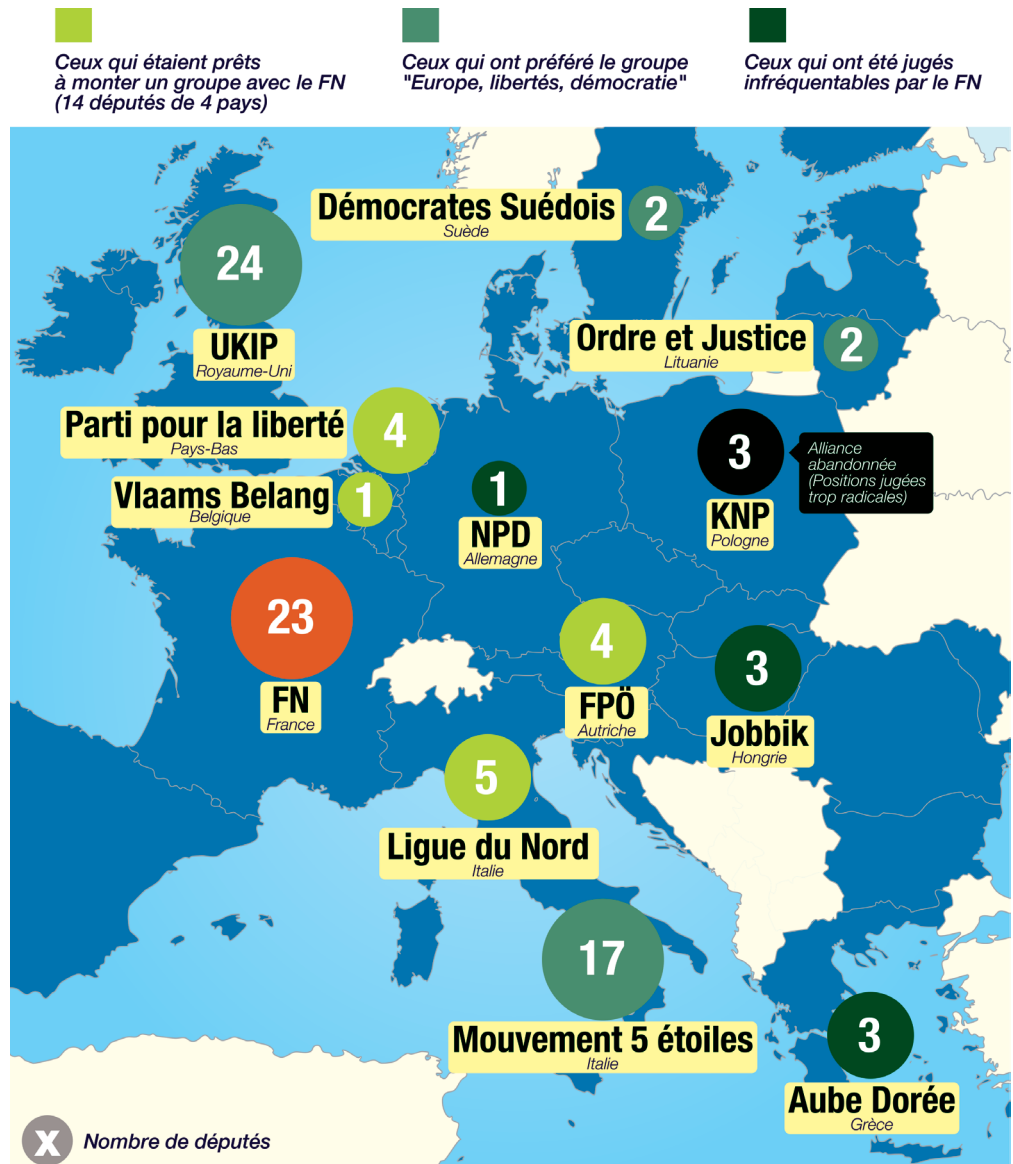 Ceux qui étaient prêts
à monter un groupe avec le FN
(14 députés de 4 pays)
Ceux qui ont préféré le groupe
"Europe, libertés, démocratie"
Ceux qui ont été jugés
infréquentables par le FN
Démocrates Suédois
Suède
2
24
UKIP
Royaume-Uni
Ordre et Justice
Lituanie
2
Parti pour la liberté
Pays-Bas
4
Vlaams Belang
Belgique
1
1
NPD
Allemagne
3
KNP
Pologne
Alliance
abandonnée
(Positions jugées
trop radicales)
23
FN
France
4
FPÖ
Autriche
3
Jobbik
Hongrie
5
Ligue du Nord
Italie
17
Mouvement 5 étoiles
Italie
3
Aube Dorée
Grèce
X
Nombre de députés